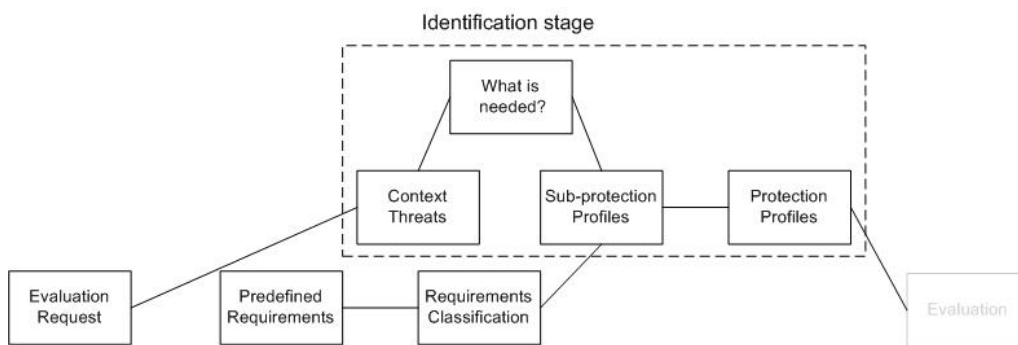 Identification stage
What is
needed?
Context
Threats
Sub-protection
Profiles
Protection
Profiles
Evaluation
Request
Predefined
Requirements
Requirements
Classification
Evaluation